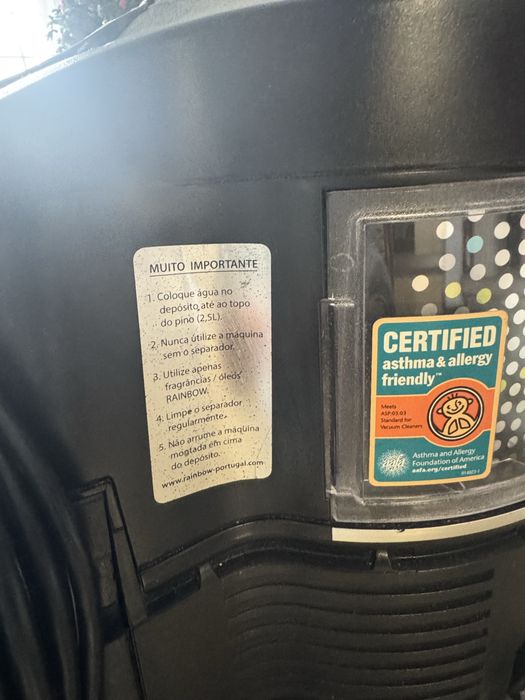 MUITO IMPORTANTE
1. Coloque água no
depósito até ao topo
do pino (2,5L).
2. Nunca útilize a máquina
sem o separador.
3. Utilize apenas
fragrâncias / óleos
RAINBOW.
4. Limpe o separador
regularmente.
5. Não arrume a máquina
montada em cima
do depósito.
www.rainbow-portugal.com
CERTIFIED
asthma & allergy
friendly™
Meets
ASP:03.03
Standard for
Vacuum Cleaners
aafa
Asthma and Allergy
Foundation of America
aafa.org/certified